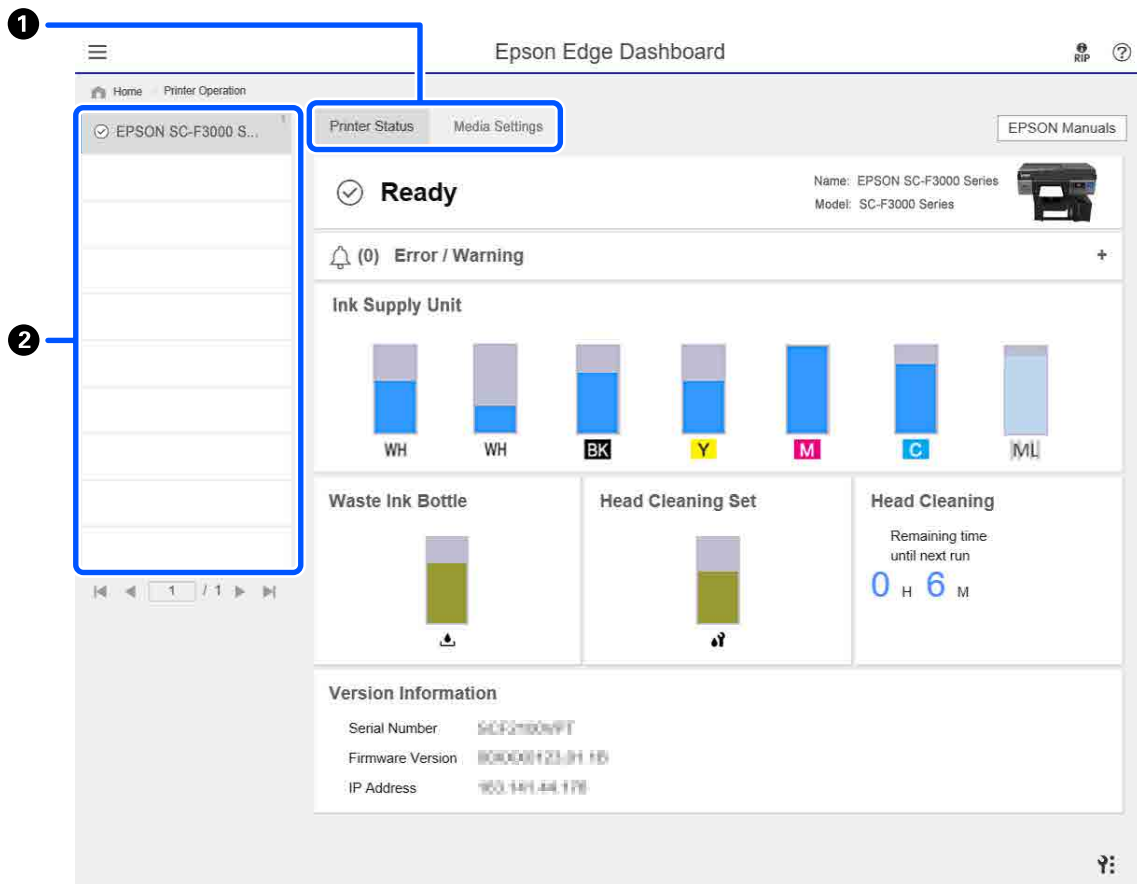 1
Epson Edge Dashboard
RIP
?
Home Printer Operation
EPSON SC-F3000 S...
1
Printer Status Media Settings
EPSON Manuals
Ready
Name: EPSON SC-F3000 Series
Model: SC-F3000 Series
(0) Error / Warning +
2
Ink Supply Unit
WH WH BK Y M C ML
Waste Ink Bottle
Head Cleaning Set
Head Cleaning
Remaining time
until next run
0 H 6 M
1 / 1
Version Information
Serial Number
Firmware Version
IP Address